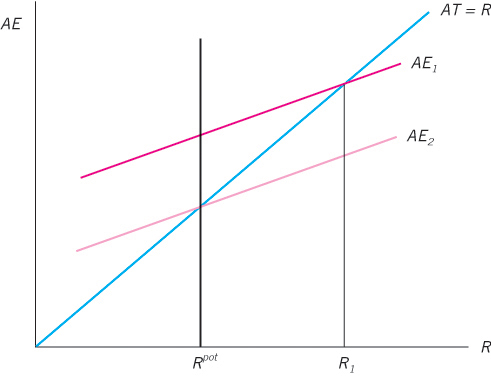 AT = R
AE
AE₁
AE₂
R
Rᵖᵒᵗ
R₁